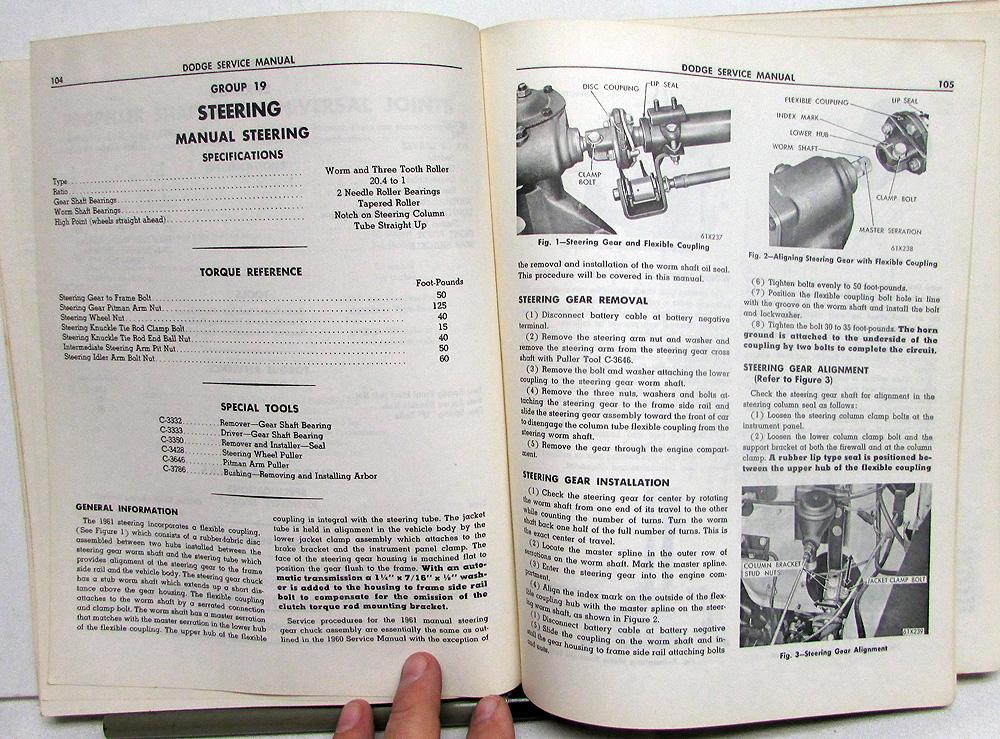 104
DODGE SERVICE MANUAL
GROUP 19
STEERING
MANUAL STEERING
SPECIFICATIONS
Type Worm and Three Tooth Roller
Ratio 20.4 to 1
Gear Shaft Bearings 2 Needle Roller Bearings
Worm Shaft Bearings Tapered Roller
High Point (wheels straight ahead) Notch on Steering Column
Tube Straight Up
TORQUE REFERENCE
Foot-Pounds
Steering Gear to Frame Bolt 50
Steering Gear Pitman Arm Nut 125
Steering Wheel Nut 40
Steering Knuckle Tie Rod Clamp Bolt 15
Steering Knuckle Tie Rod End Ball Nut 40
Intermediate Steering Arm Pit Nut 50
Steering Idler Arm Bolt Nut 60
SPECIAL TOOLS
C-3332 Remover—Gear Shaft Bearing
C-3333 Driver—Gear Shaft Bearing
C-3350 Remover and Installer—Seal
C-3428 Steering Wheel Puller
C-3646 Pitman Arm Puller
C-3786 Bushing—Removing and Installing Arbor
GENERAL INFORMATION
The 1961 steering incorporates a flexible coupling,
(See Figure 1) which consists of a rubber-fabric disc
assembled between two hubs installed between the
steering gear worm shaft and the steering tube which
provides alignment of the steering gear to the frame
side rail and the vehicle body. The steering gear chuck
has a stub worm shaft which extends up a short dis-
tance above the gear housing. The flexible coupling
attaches to the worm shaft by a serrated connection
and clamp bolt. The worm shaft has a master serration
that matches with the master serration in the lower hub
of the flexible coupling. The upper hub of the flexible
coupling is integral with the steering tube. The jacket
tube is held in alignment in the vehicle body by the
lower jacket clamp assembly which attaches to the
brake bracket and the instrument panel clamp. The
face of the steering gear housing is machined flat to
position the gear flush to the frame. With an auto-
matic transmission a 1¼" x 7/16" x ⅛" wash-
er is added to the housing to frame side rail
bolt to compensate for the omission of the
clutch torque rod mounting bracket.
Service procedures for the 1961 manual steering
gear chuck assembly are essentially the same as out-
lined in the 1960 Service Manual with the exception of
DODGE SERVICE MANUAL
105
DISC COUPLING
LIP SEAL
CLAMP
BOLT
61X237
Fig. 1—Steering Gear and Flexible Coupling
the removal and installation of the worm shaft oil seal.
This procedure will be covered in this manual.
STEERING GEAR REMOVAL
(1) Disconnect battery cable at battery negative
terminal.
(2) Remove the steering arm nut and washer and
remove the steering arm from the steering gear cross
shaft with Puller Tool C-3646.
(3) Remove the bolt and washer attaching the lower
coupling to the steering gear worm shaft.
(4) Remove the three nuts, washers and bolts at-
taching the steering gear to the frame side rail and
slide the steering gear assembly toward the front of car
to disengage the column tube flexible coupling from the
steering worm shaft.
(5) Remove the gear through the engine compart-
ment.
STEERING GEAR INSTALLATION
(1) Check the steering gear for center by rotating
the worm shaft from one end of its travel to the other
while counting the number of turns. Turn the worm
shaft back one half of the full number of turns. This is
the exact center of travel.
(2) Locate the master spline in the outer row of
serrations on the worm shaft. Mark the master spline.
(3) Enter the steering gear into the engine com-
partment.
(4) Align the index mark on the outside of the flex-
ible coupling hub with the master spline on the steer-
ing worm shaft, as shown in Figure 2.
(1) Disconnect battery cable at battery negative
(5) Slide the coupling on the worm shaft and in-
stall the gear housing to frame side rail attaching bolts
and nuts.
FLEXIBLE COUPLING
LIP SEAL
INDEX MARK
LOWER HUB
WORM SHAFT
CLAMP BOLT
MASTER SERRATION
61X238
Fig. 2—Aligning Steering Gear with Flexible Coupling
(6) Tighten bolts evenly to 50 foot-pounds.
(7) Position the flexible coupling bolt hole in line
with the groove on the worm shaft and install the bolt
and lockwasher.
(8) Tighten the bolt 30 to 35 foot-pounds. The horn
ground is attached to the underside of the
coupling by two bolts to complete the circuit.
STEERING GEAR ALIGNMENT
(Refer to Figure 3)
Check the steering gear shaft for alignment in the
steering column seal as follows:
(1) Loosen the steering column clamp bolts at the
instrument panel.
(2) Loosen the lower column clamp bolt and the
support bracket at both the firewall and at the column
clamp. A rubber lip type seal is positioned be-
tween the upper hub of the flexible coupling
COLUMN BRACKET
STUD NUTS
JACKET CLAMP BOLT
61X239
Fig. 3—Steering Gear Alignment